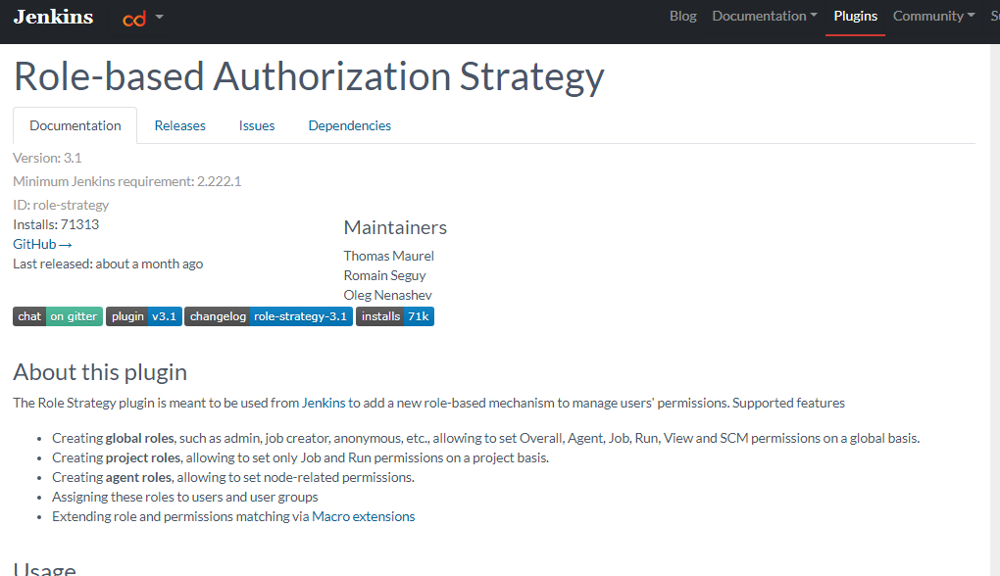 Jenkins cd Blog Documentation Plugins Community
Role-based Authorization Strategy
Documentation Releases Issues Dependencies
Version: 3.1
Minimum Jenkins requirement: 2.222.1
ID: role-strategy
Installs: 71313
GitHub →
Last released: about a month ago
Maintainers
Thomas Maurel
Romain Seguy
Oleg Nenashev
chat on gitter plugin v3.1 changelog role-strategy-3.1 installs 71k
About this plugin
The Role Strategy plugin is meant to be used from Jenkins to add a new role-based mechanism to manage users' permissions. Supported features
• Creating global roles, such as admin, job creator, anonymous, etc., allowing to set Overall, Agent, Job, Run, View and SCM permissions on a global basis.
• Creating project roles, allowing to set only Job and Run permissions on a project basis.
• Creating agent roles, allowing to set node-related permissions.
• Assigning these roles to users and user groups
• Extending role and permissions matching via Macro extensions
Usage